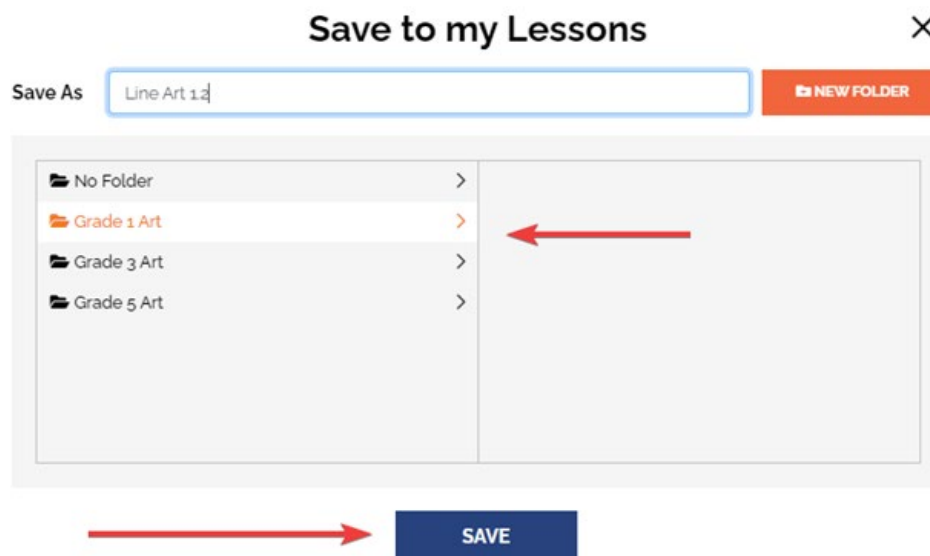 Save to my Lessons
Save As Line Art 1.2 NEW FOLDER
No Folder
Grade 1 Art
Grade 3 Art
Grade 5 Art
SAVE